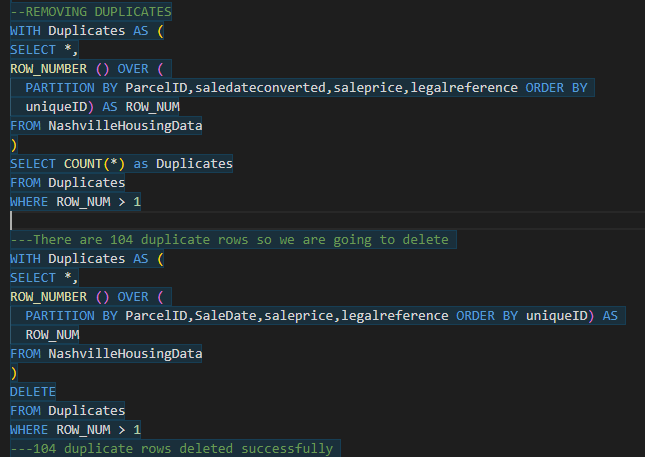 --REMOVING DUPLICATES
WITH Duplicates AS (
SELECT *,
ROW_NUMBER () OVER (
PARTITION BY ParcelID,saledateconverted,saleprice,legalreference ORDER BY
uniqueID) AS ROW_NUM
FROM NashvilleHousingData
)
SELECT COUNT(*) as Duplicates
FROM Duplicates
WHERE ROW_NUM > 1
---There are 104 duplicate rows so we are going to delete
WITH Duplicates AS (
SELECT *,
ROW_NUMBER () OVER (
PARTITION BY ParcelID,SaleDate,saleprice,legalreference ORDER BY uniqueID) AS
ROW_NUM
FROM NashvilleHousingData
)
DELETE
FROM Duplicates
WHERE ROW_NUM > 1
---104 duplicate rows deleted successfully